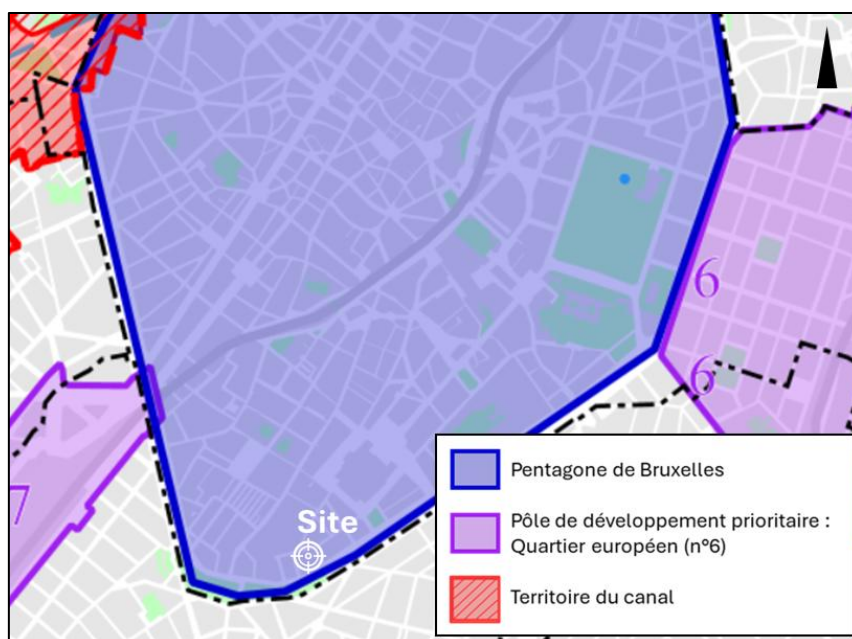 6
6
7
Site
Pentagone de Bruxelles
Pôle de développement prioritaire :
Quartier européen (n°6)
Territoire du canal